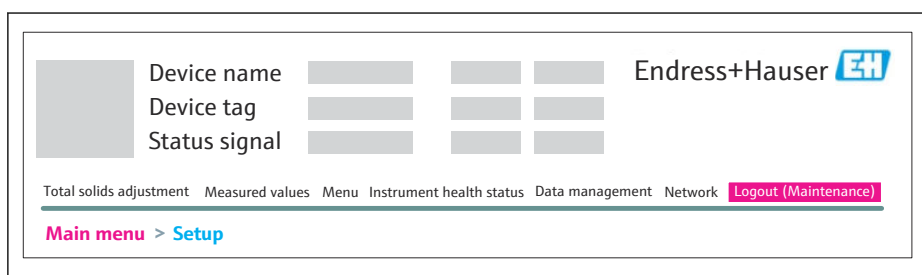 Device name
Endress+Hauser EH
Device tag
Status signal
Total solids adjustment Measured values Menu Instrument health status Data management Network Logout (Maintenance)
Main menu > Setup